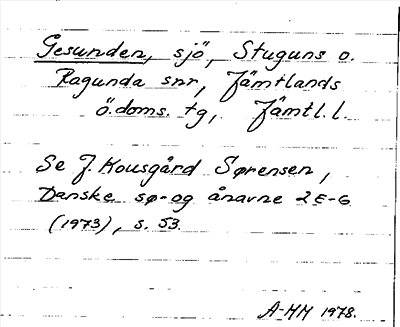 Gesunden, sjö, Stuguns o.
Ragunda snr, Jämtlands
ö. doms. tg, Jämtl. l.
Se J. Kousgård Sørensen,
Danske sø- og ånavne 2 E-G
(1973), s. 53.
A-MM 1978.